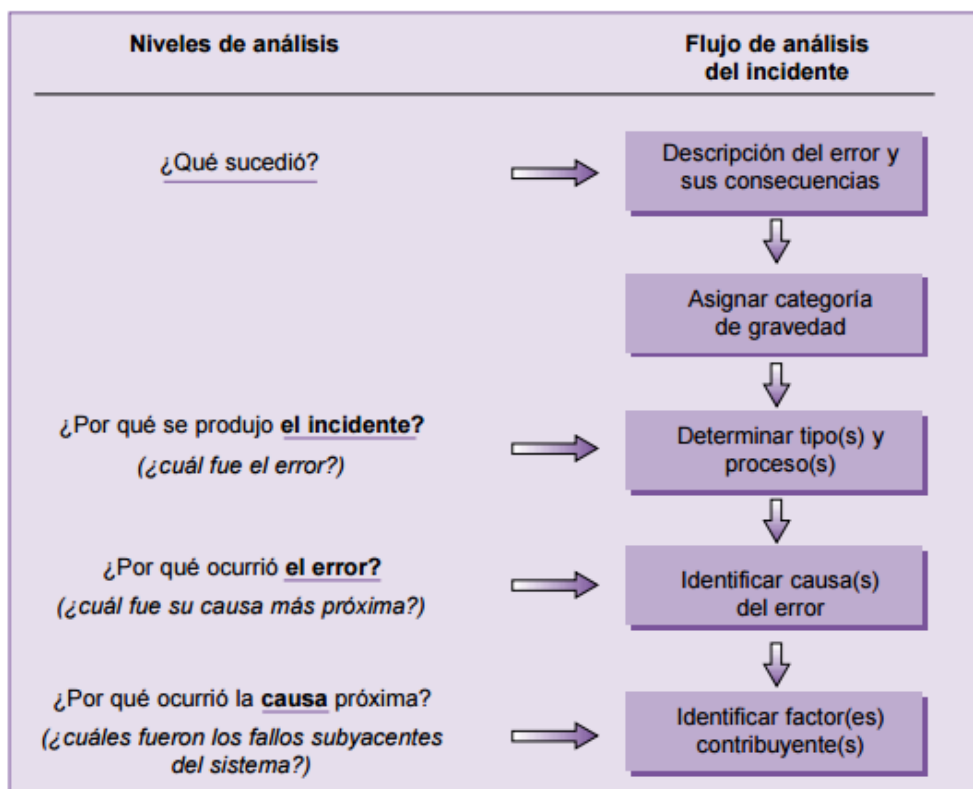 Niveles de análisis
Flujo de análisis
del incidente
¿Qué sucedió?
Descripción del error y
sus consecuencias
Asignar categoría
de gravedad
¿Por qué se produjo el incidente?
(¿cuál fue el error?)
Determinar tipo(s) y
proceso(s)
¿Por qué ocurrió el error?
(¿cuál fue su causa más próxima?)
Identificar causa(s)
del error
¿Por qué ocurrió la causa próxima?
(¿cuáles fueron los fallos subyacentes
del sistema?)
Identificar factor(es)
contribuyente(s)